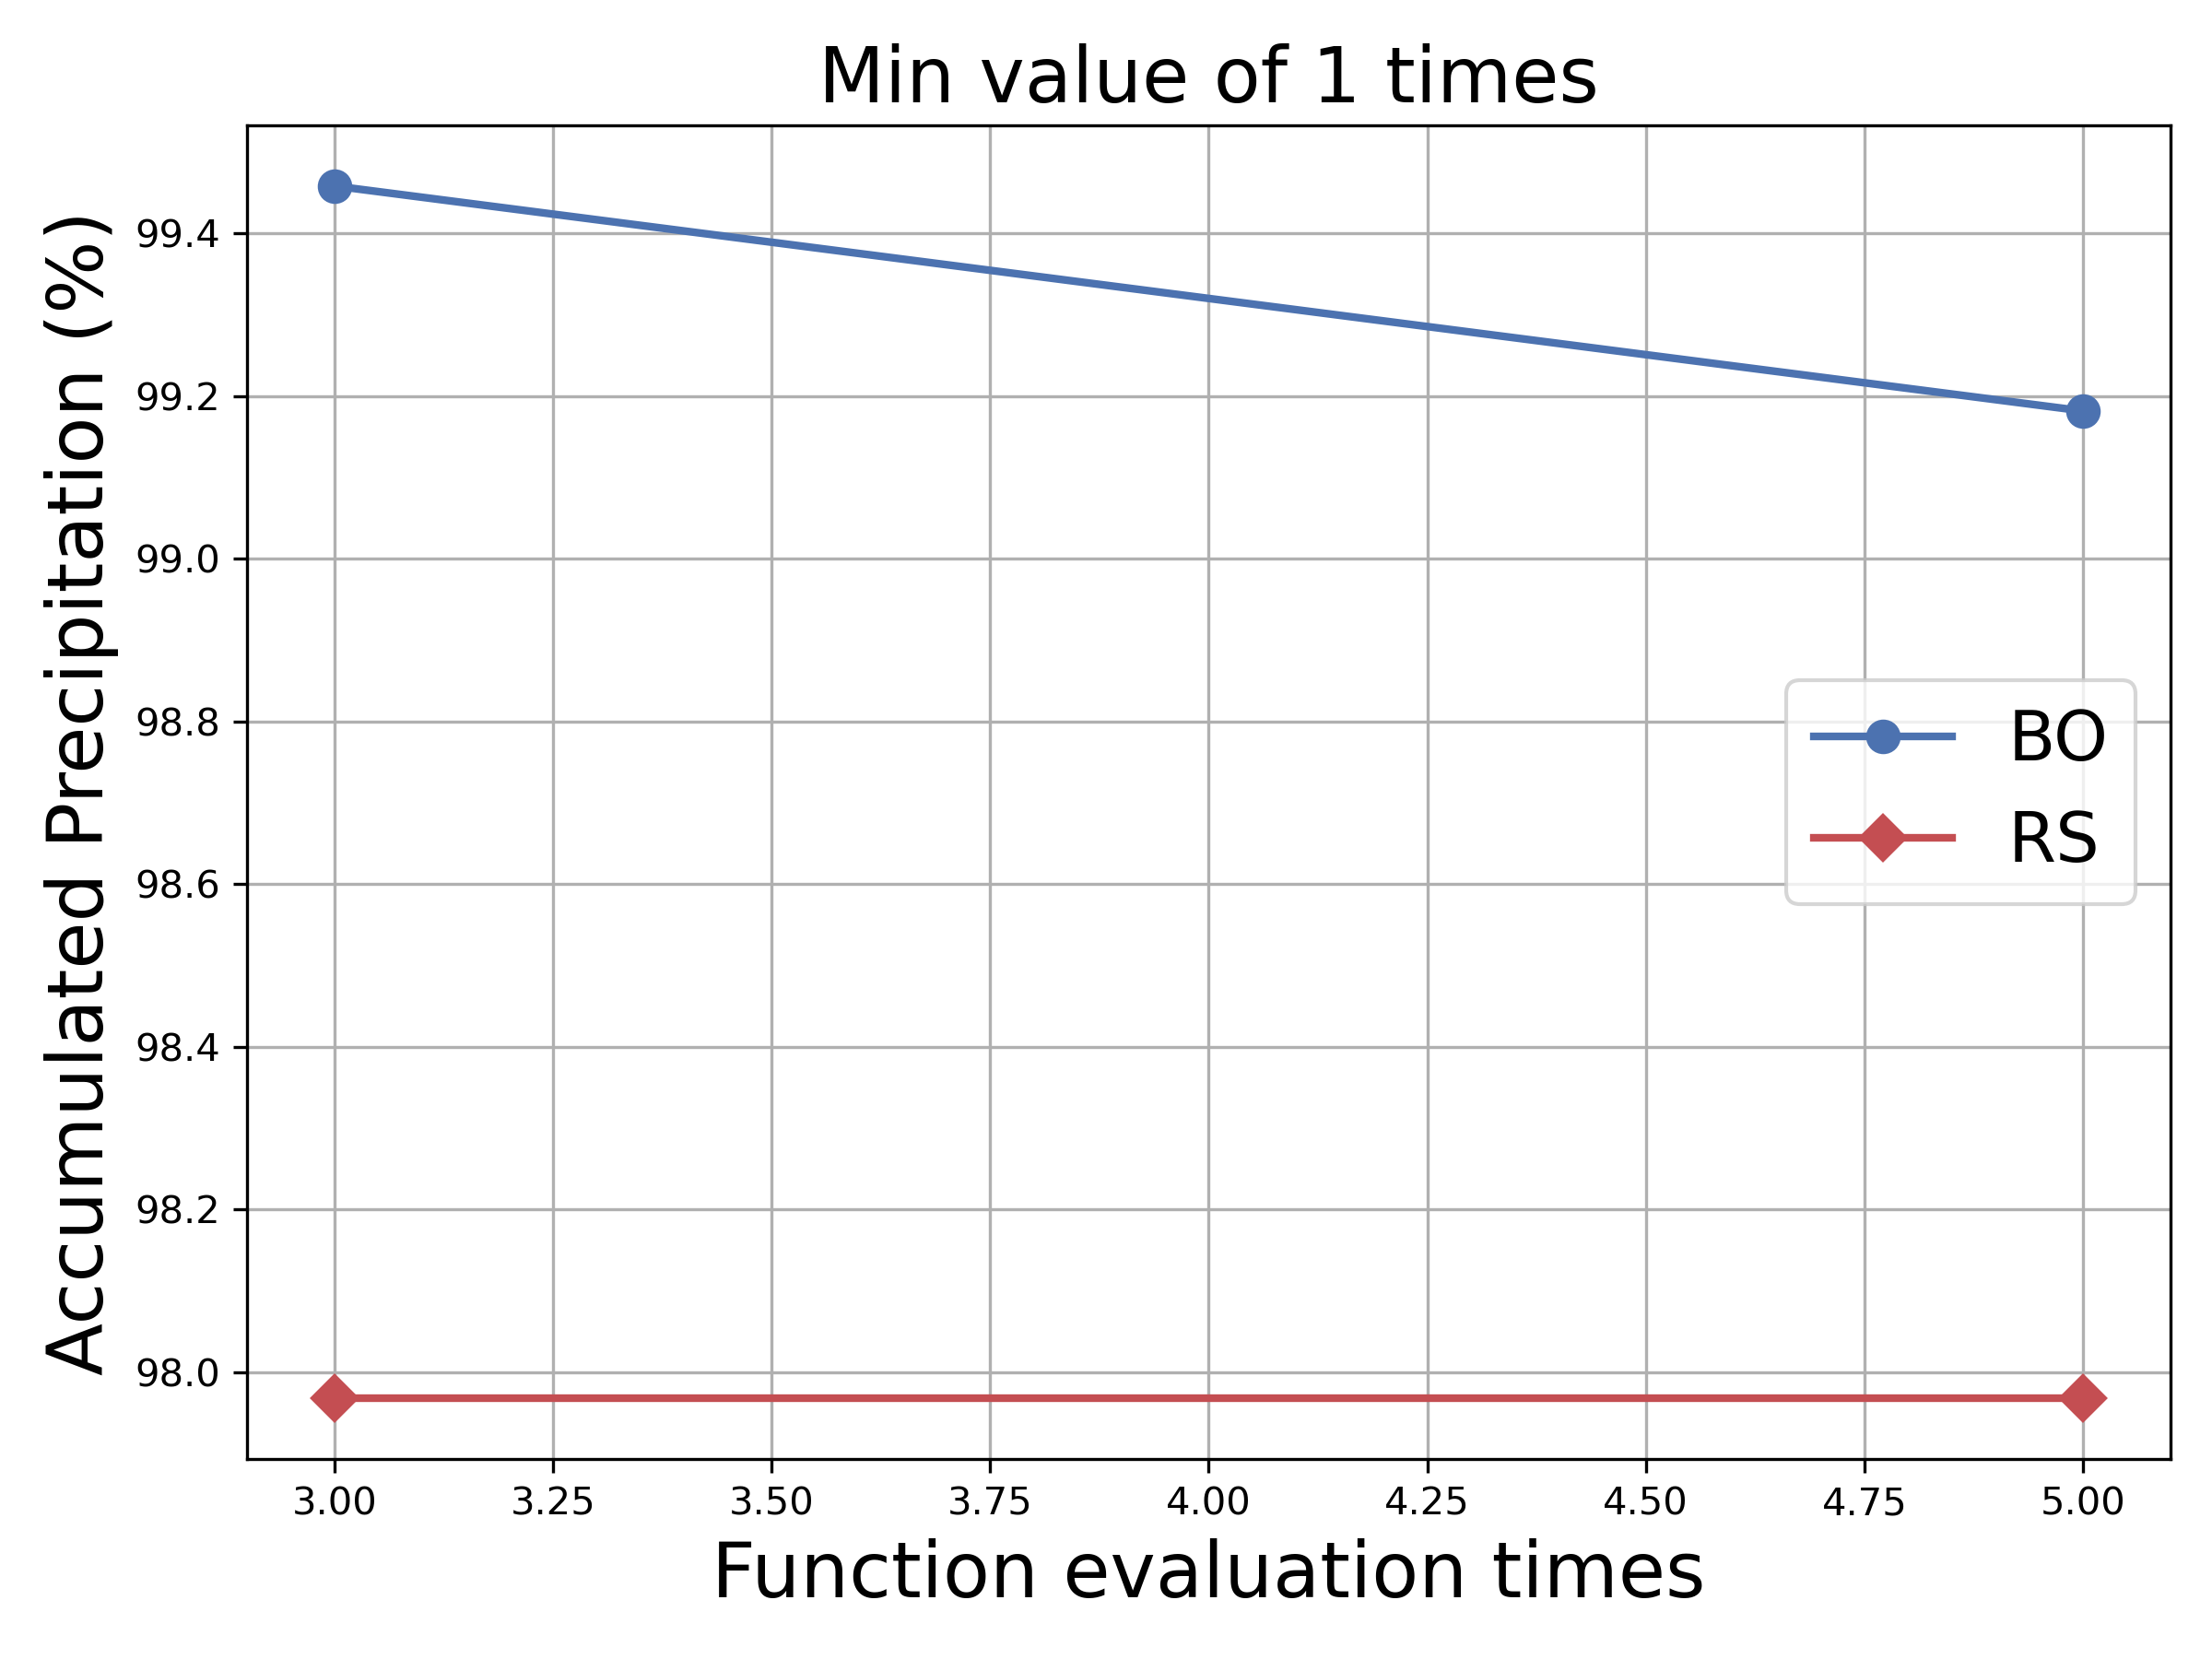 Min value of 1 times
Accumulated Precipitation (%)
99.4
99.2
99.0
98.8
98.6
98.4
98.2
98.0
BO
RS
3.00 3.25 3.50 3.75 4.00 4.25 4.50 4.75 5.00
Function evaluation times